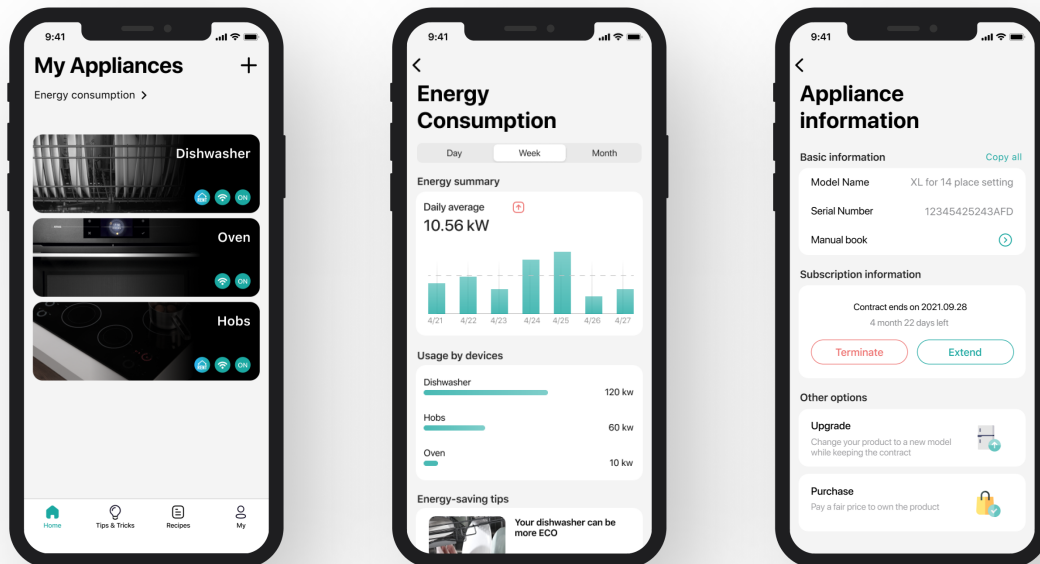 9:41
My Appliances
Energy consumption >
Dishwasher
ON
Oven
ON
Hobs
ON
Home
Tips & Tricks
Recipes
My
9:41
Energy
Consumption
Day
Week
Month
Energy summary
Daily average
10.56 kW
4/21
4/22
4/23
4/24
4/25
4/26
4/27
Usage by devices
Dishwasher
120 kw
Hobs
60 kw
Oven
10 kw
Energy-saving tips
Your dishwasher can be
more ECO
9:41
Appliance
information
Basic information
Copy all
Model Name
XL for 14 place setting
Serial Number
12345425243AFD
Manual book
Subscription information
Contract ends on 2021.09.28
4 month 22 days left
Terminate
Extend
Other options
Upgrade
Change your product to a new model
while keeping the contract
Purchase
Pay a fair price to own the product